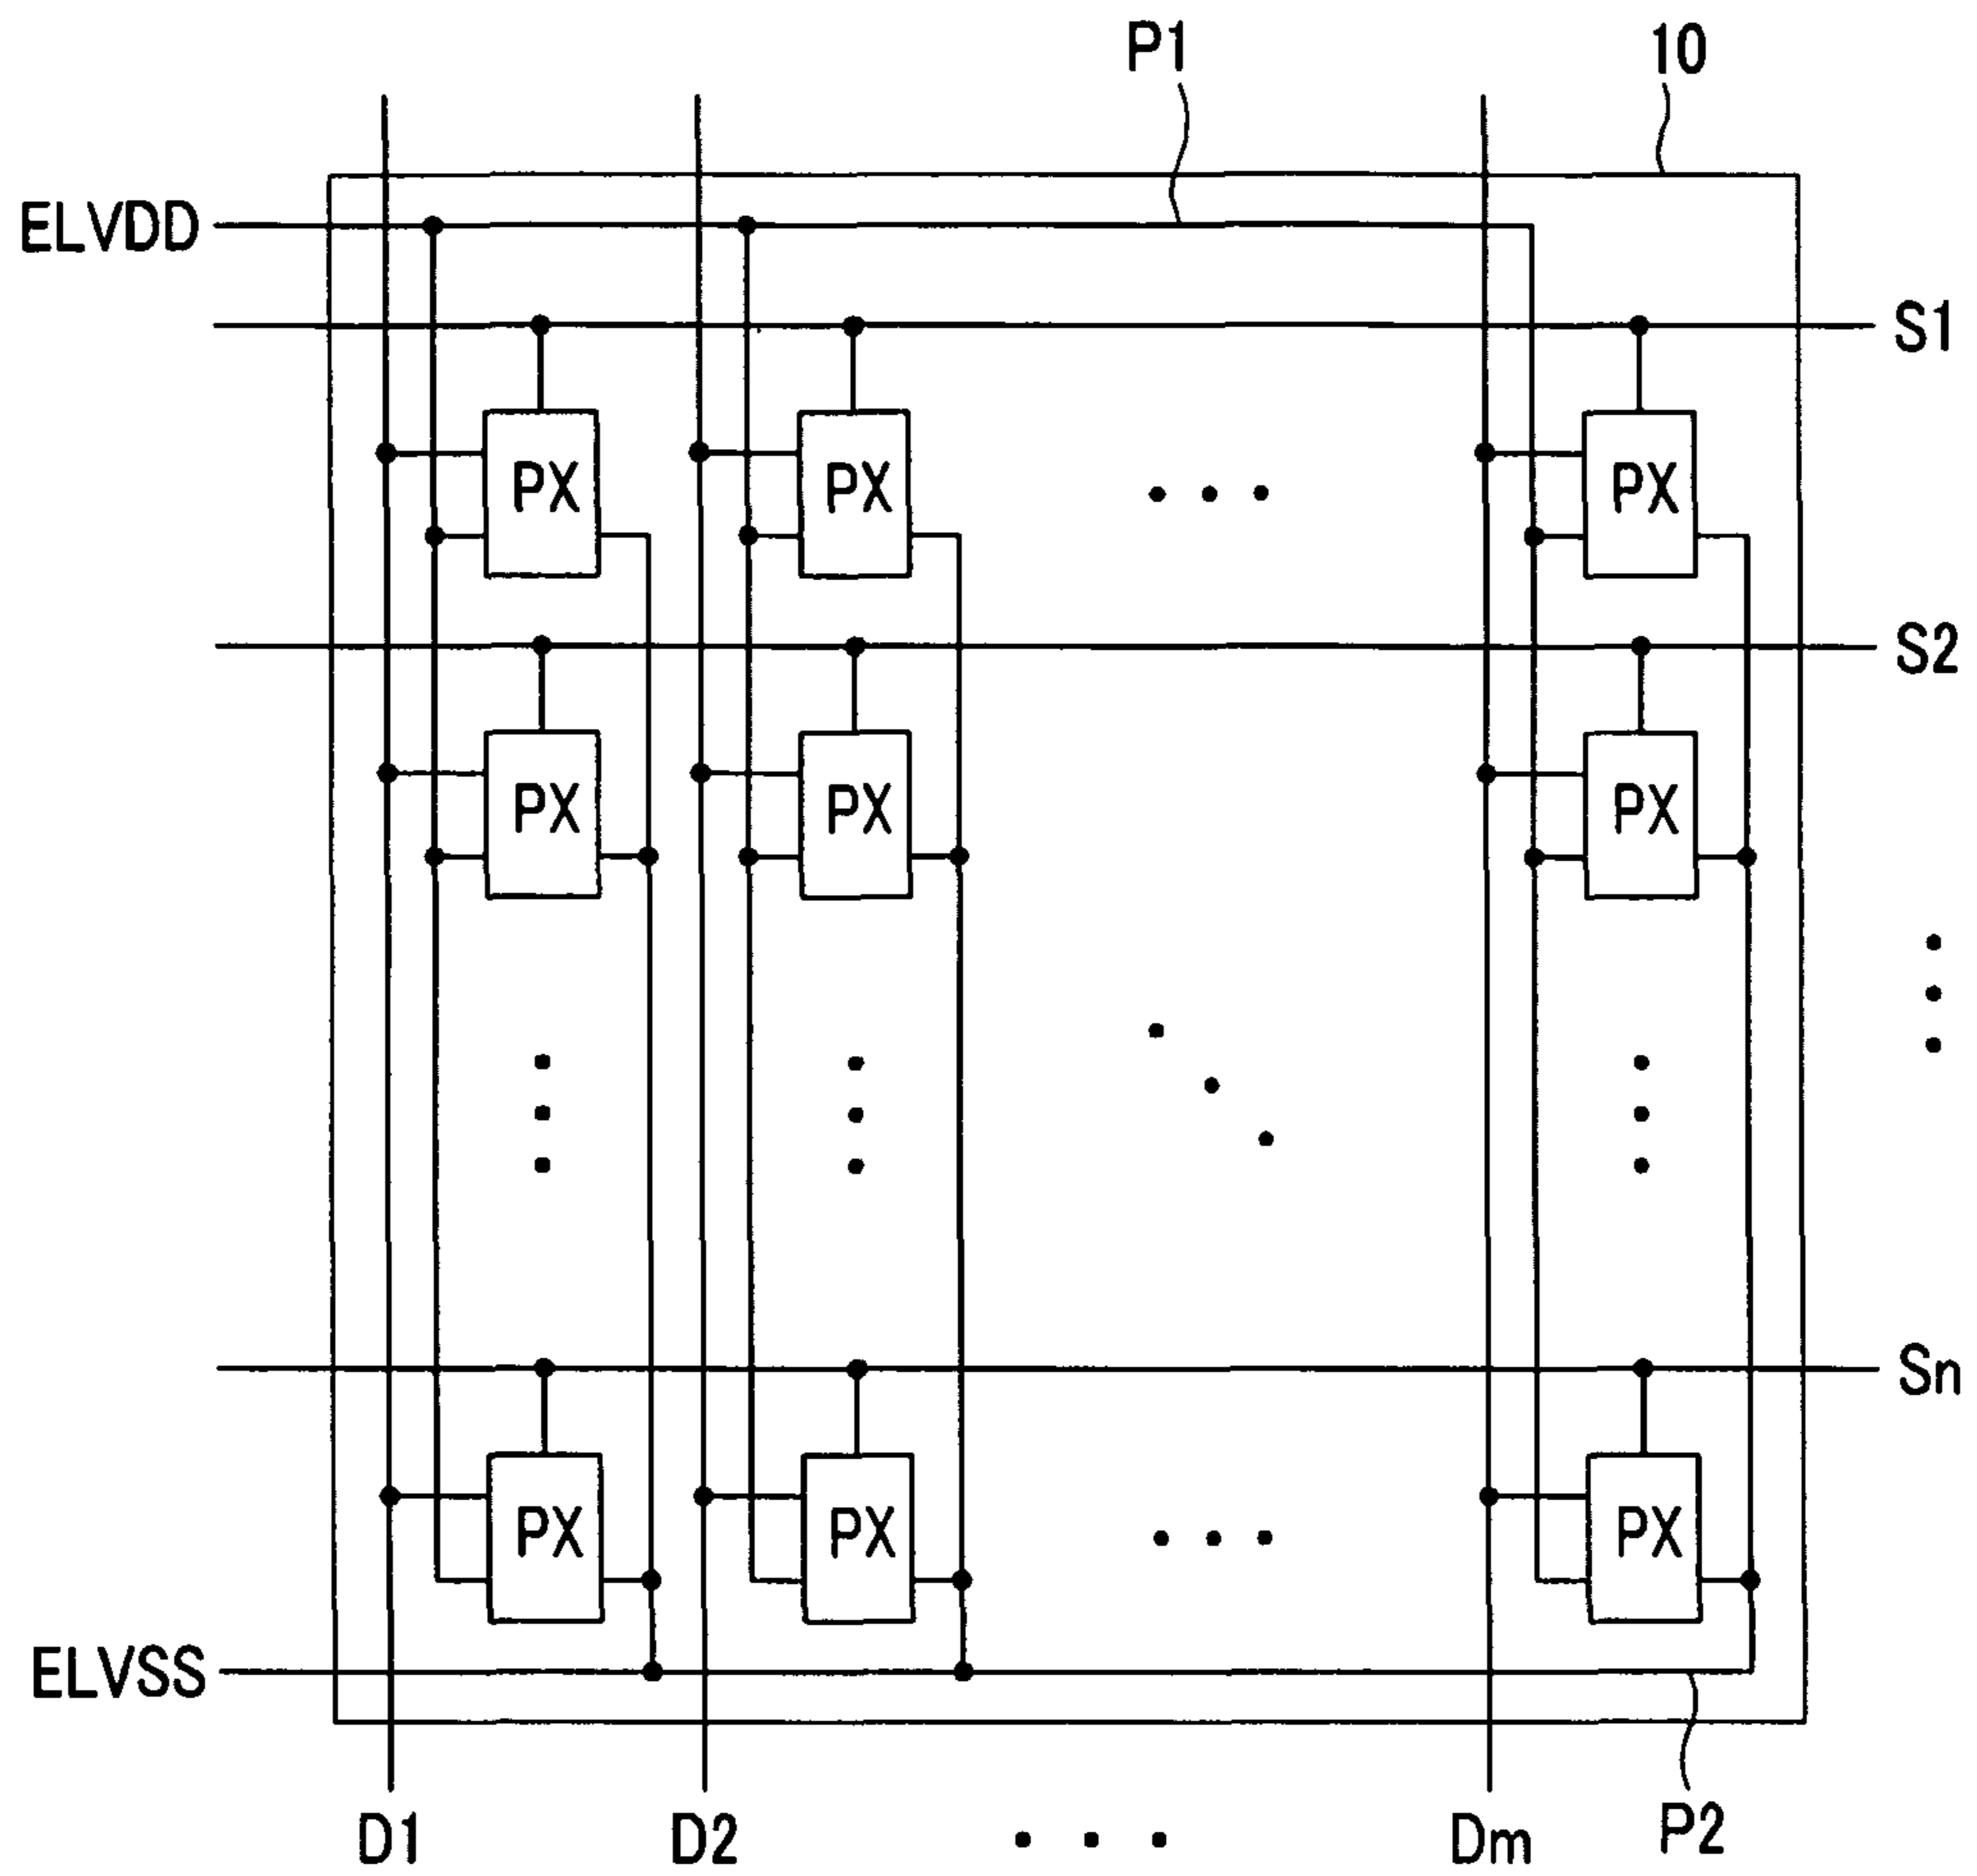 P1 10
ELVDD
S1
PX PX ... PX
S2
PX PX PX
Sn
PX PX ... PX
ELVSS
D1 D2 ... Dm P2